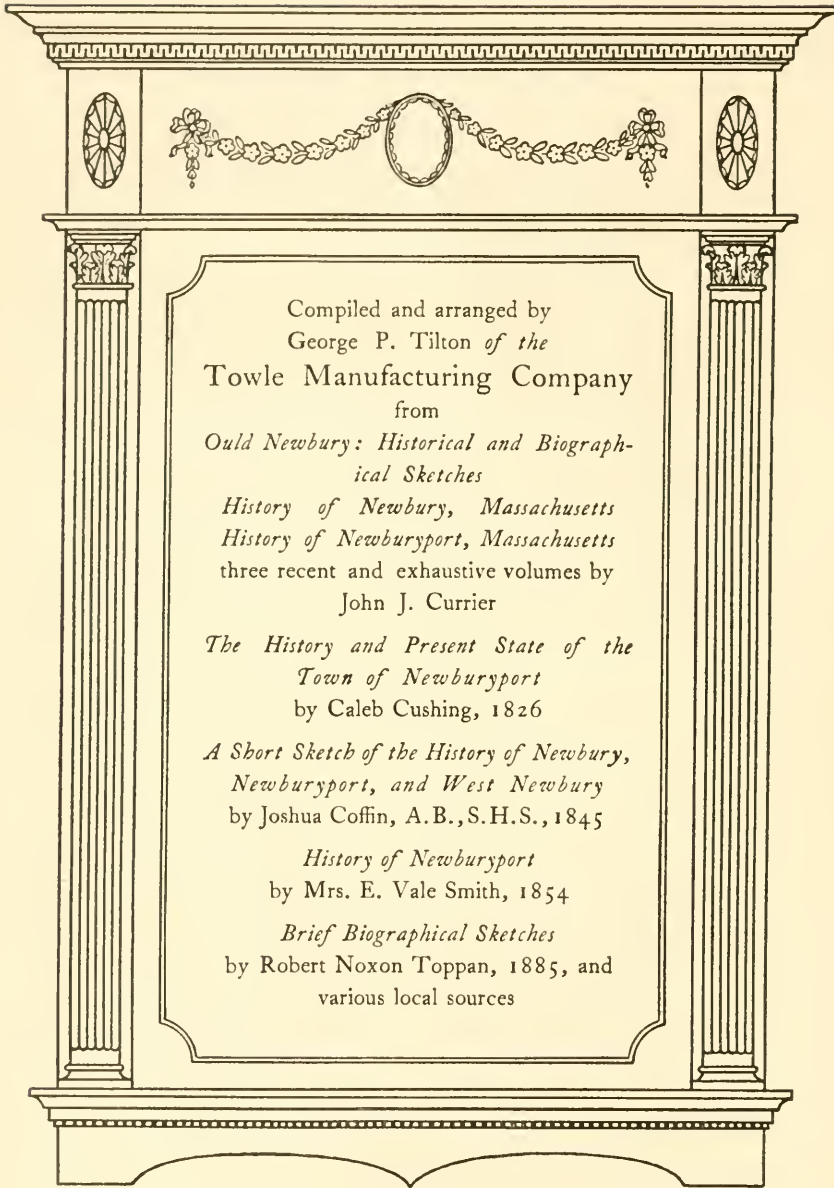 Compiled and arranged by
George P. Tilton of the
Towle Manufacturing Company
from
Ould Newbury: Historical and Biograph-
ical Sketches
History of Newbury, Massachusetts
History of Newburyport, Massachusetts
three recent and exhaustive volumes by
John J. Currier
The History and Present State of the
Town of Newburyport
by Caleb Cushing, 1826
A Short Sketch of the History of Newbury,
Newburyport, and West Newbury
by Joshua Coffin, A.B.,S.H.S., 1845
History of Newburyport
by Mrs. E. Vale Smith, 1854
Brief Biographical Sketches
by Robert Noxon Toppan, 1885, and
various local sources